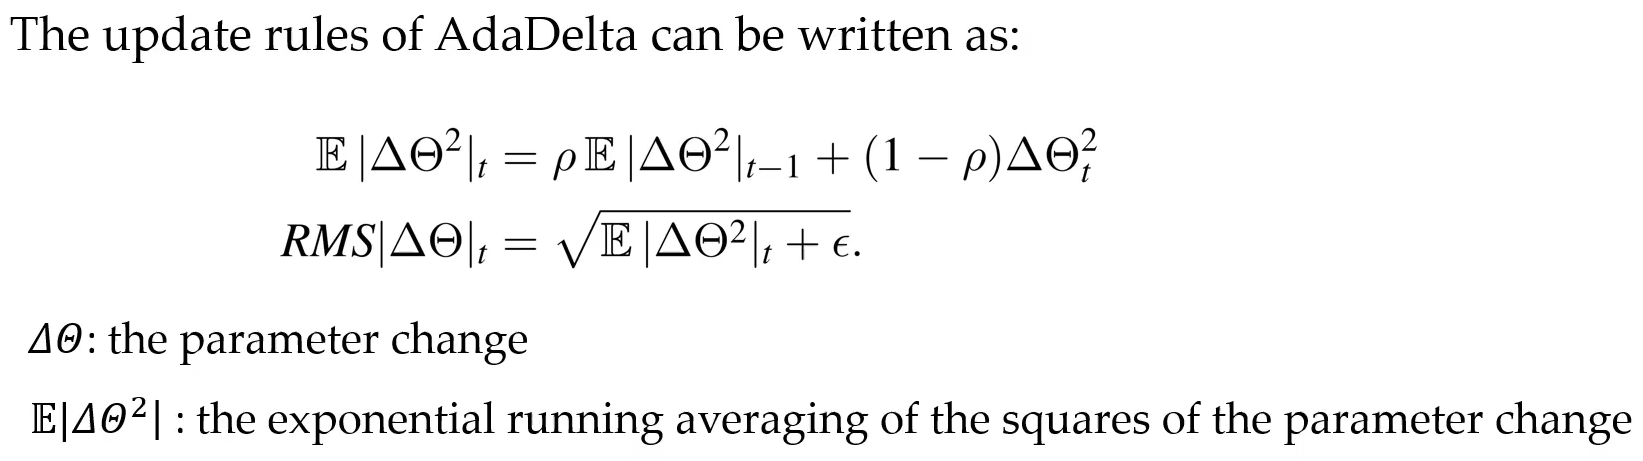 The update rules of AdaDelta can be written as:
𝔼 |ΔΘ²|ₜ = ρ 𝔼 |ΔΘ²|ₜ₋₁ + (1 − ρ)ΔΘₜ²
RMS|ΔΘ|ₜ = √(𝔼 |ΔΘ²|ₜ + ϵ).
ΔΘ: the parameter change
𝔼|ΔΘ²| : the exponential running averaging of the squares of the parameter change